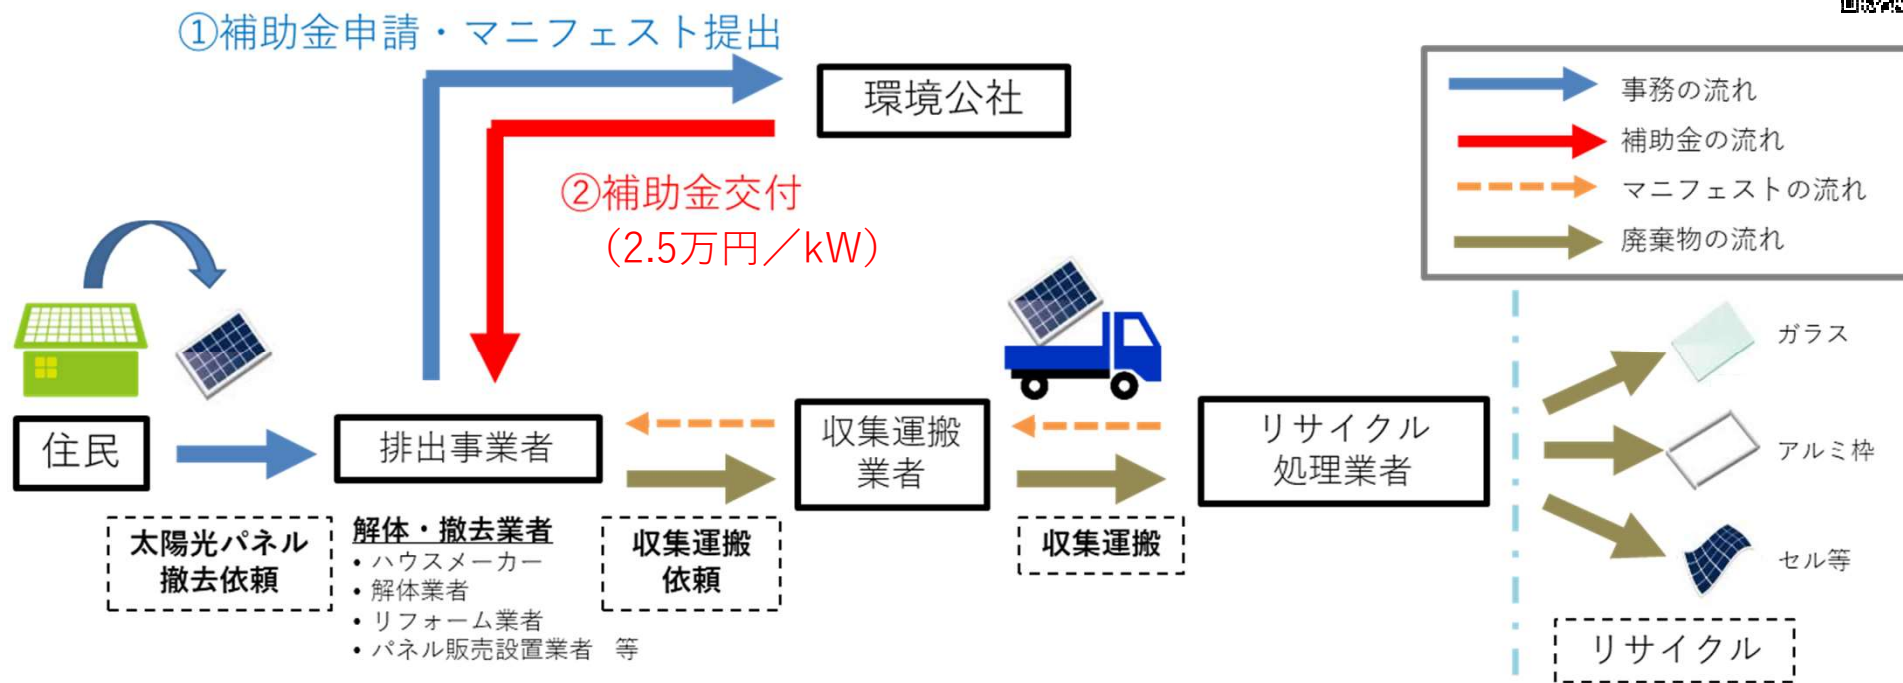 ①補助金申請・マニフェスト提出
環境公社
②補助金交付
（2.5万円／kW）
事務の流れ
補助金の流れ
マニフェストの流れ
廃棄物の流れ
住民
排出事業者
収集運搬
業者
リサイクル
処理業者
太陽光パネル
撤去依頼
解体・撤去業者
• ハウスメーカー
• 解体業者
• リフォーム業者
• パネル販売設置業者　等
収集運搬
依頼
収集運搬
ガラス
アルミ枠
セル等
リサイクル